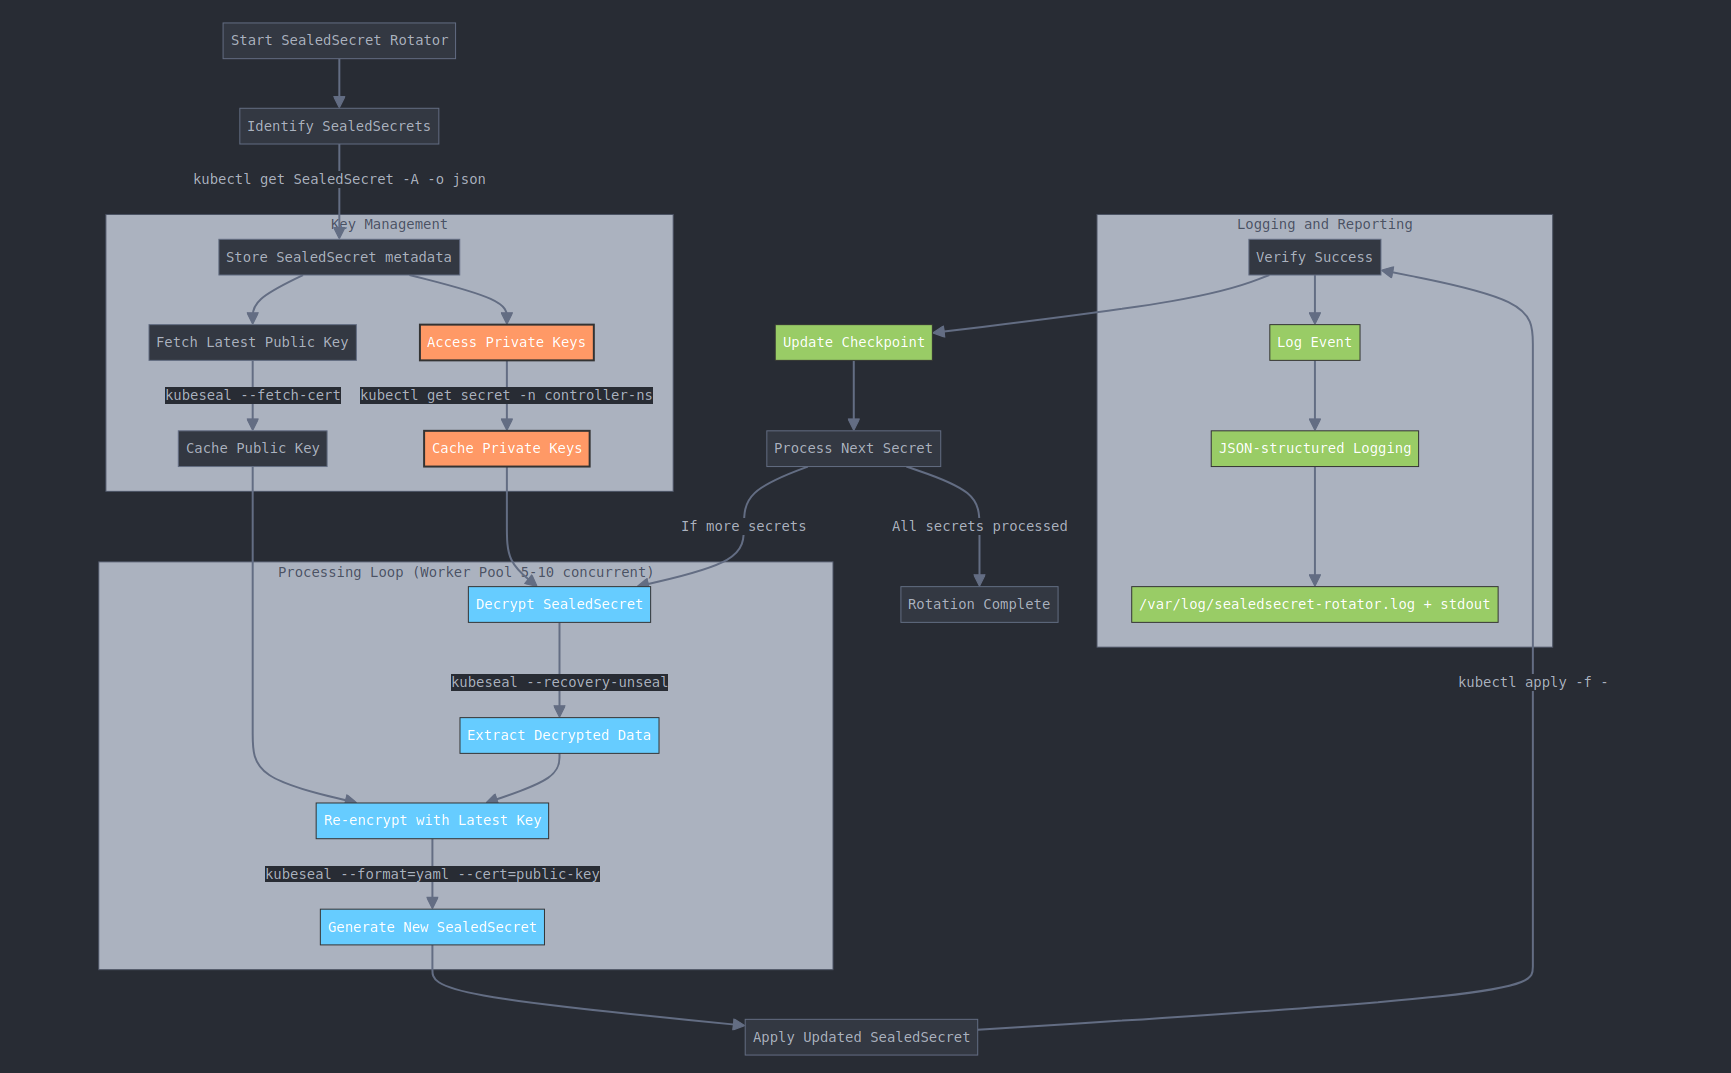 Start SealedSecret Rotator
Identify SealedSecrets
kubectl get SealedSecret -A -o json
Key Management
Store SealedSecret metadata
Fetch Latest Public Key
Access Private Keys
kubeseal --fetch-cert
kubectl get secret -n controller-ns
Cache Public Key
Cache Private Keys
Logging and Reporting
Verify Success
Update Checkpoint
Log Event
Process Next Secret
JSON-structured Logging
If more secrets
All secrets processed
Rotation Complete
/var/log/sealedsecret-rotator.log + stdout
Processing Loop (Worker Pool 5-10 concurrent)
Decrypt SealedSecret
kubeseal --recovery-unseal
Extract Decrypted Data
Re-encrypt with Latest Key
kubeseal --format=yaml --cert=public-key
Generate New SealedSecret
kubectl apply -f -
Apply Updated SealedSecret